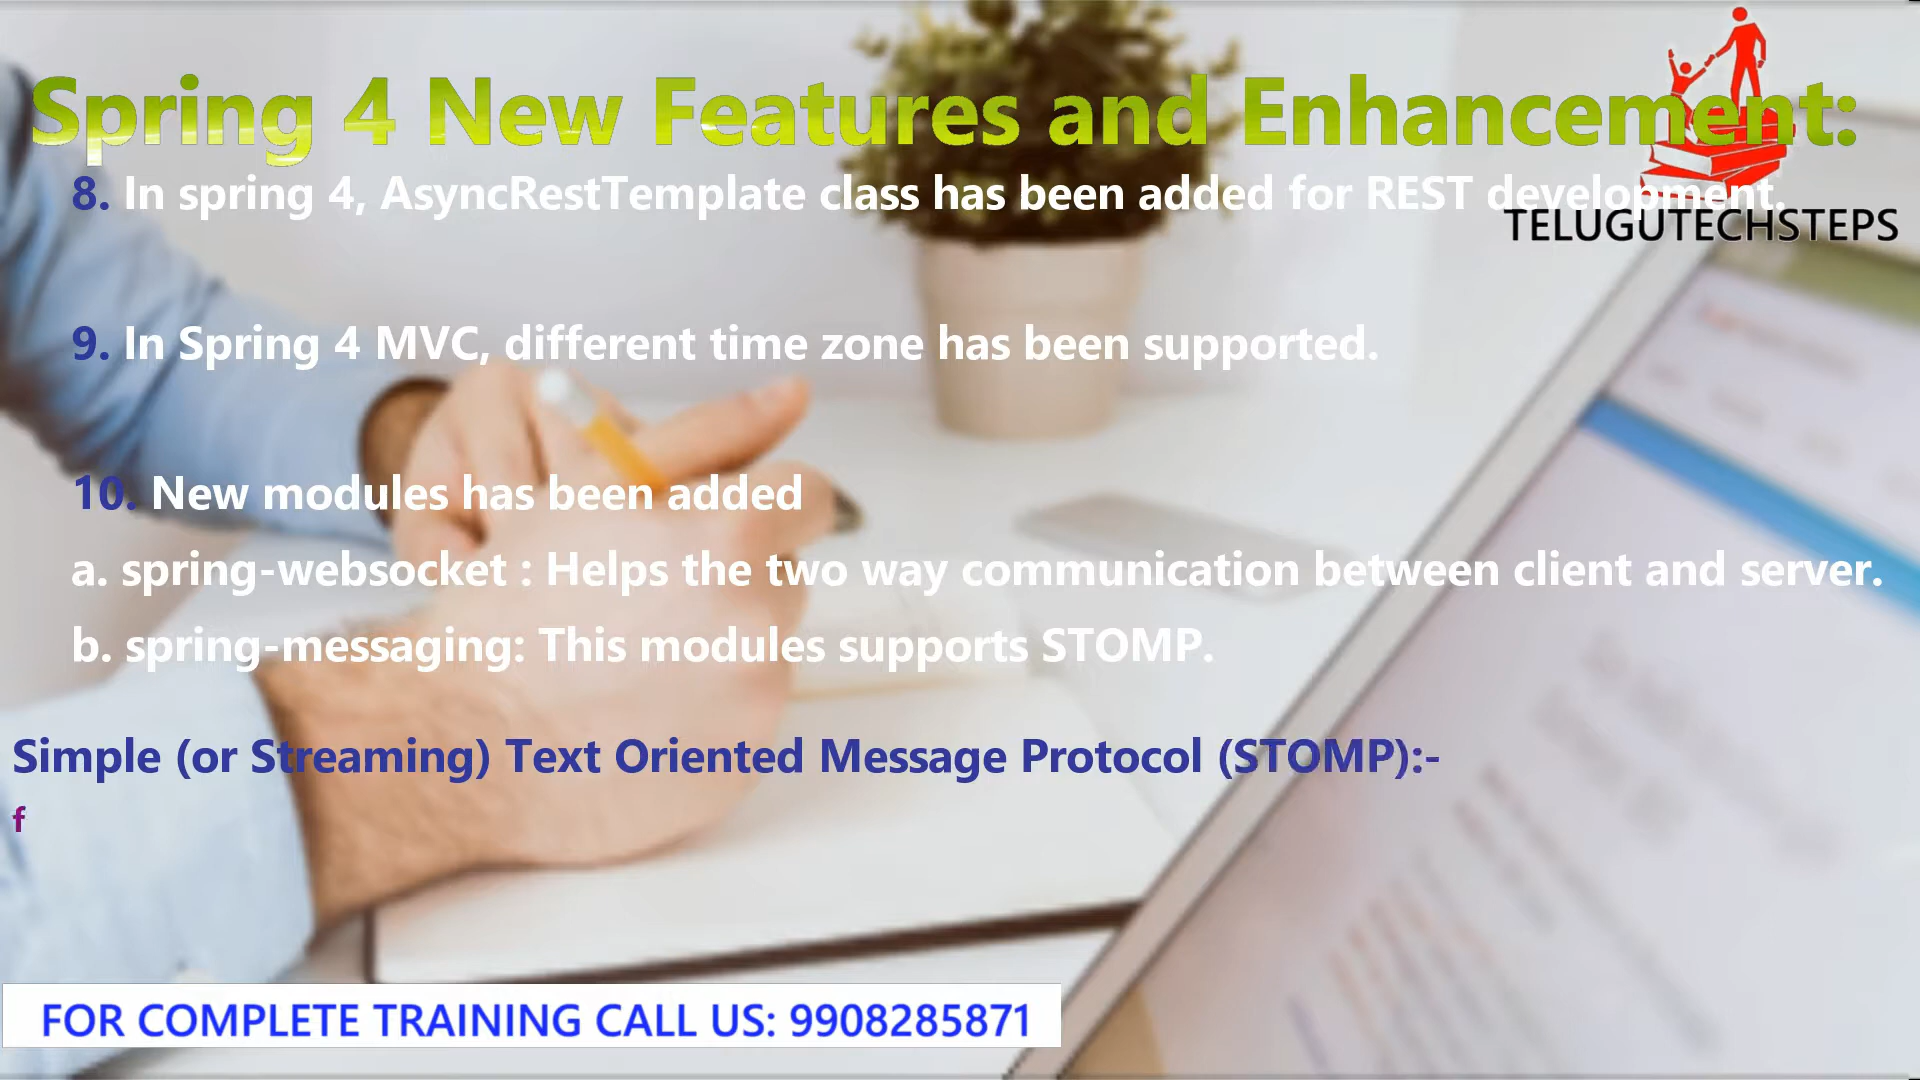 Spring 4 New Features and Enhancement:
8. In spring 4, AsyncRestTemplate class has been added for REST development.
TELUGUTECHSTEPS
9. In Spring 4 MVC, different time zone has been supported.
10. New modules has been added
a. spring-websocket : Helps the two way communication between client and server.
b. spring-messaging: This modules supports STOMP.
Simple (or Streaming) Text Oriented Message Protocol (STOMP):-
f
FOR COMPLETE TRAINING CALL US: 9908285871